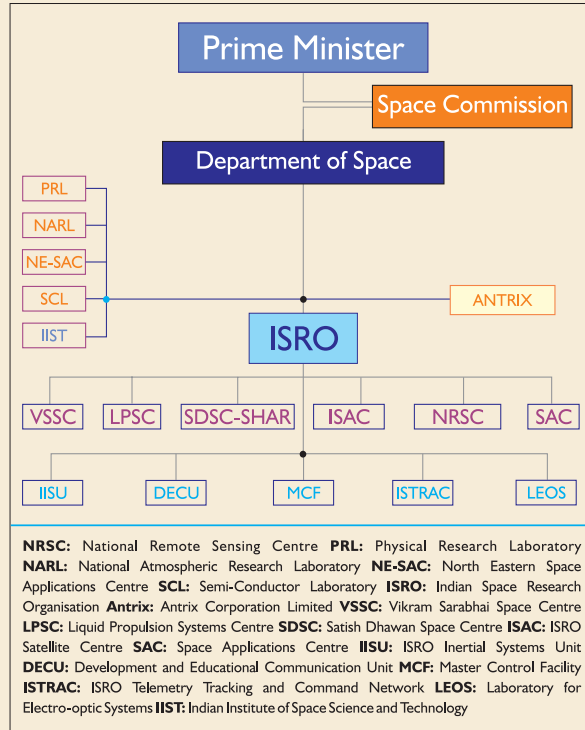 Prime Minister
Space Commission
Department of Space
PRL
NARL
NE-SAC
SCL
IIST
ANTRIX
ISRO
VSSC LPSC SDSC-SHAR ISAC NRSC SAC
IISU DECU MCF ISTRAC LEOS
NRSC: National Remote Sensing Centre PRL: Physical Research Laboratory
NARL: National Atmospheric Research Laboratory NE-SAC: North Eastern Space
Applications Centre SCL: Semi-Conductor Laboratory ISRO: Indian Space Research
Organisation Antrix: Antrix Corporation Limited VSSC: Vikram Sarabhai Space Centre
LPSC: Liquid Propulsion Systems Centre SDSC: Satish Dhawan Space Centre ISAC: ISRO
Satellite Centre SAC: Space Applications Centre IISU: ISRO Inertial Systems Unit
DECU: Development and Educational Communication Unit MCF: Master Control Facility
ISTRAC: ISRO Telemetry Tracking and Command Network LEOS: Laboratory for
Electro-optic Systems IIST: Indian Institute of Space Science and Technology